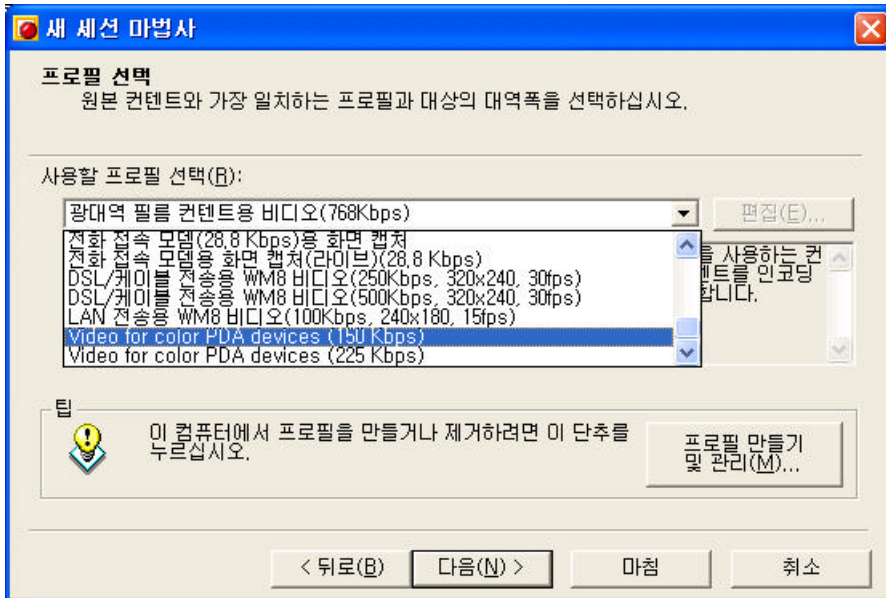 새 세션 마법사
프로필 선택
원본 컨텐트와 가장 일치하는 프로필과 대상의 대역폭을 선택하십시오.
사용할 프로필 선택(R):
광대역 필름 컨텐트용 비디오(768Kbps)
편집(E)...
전화 접속 모뎀(28,8 Kbps)용 화면 캡처
전화 접속 모뎀용 화면 캡처(라이브)(28,8 Kbps)
DSL/케이블 전송용 WM8 비디오(250Kbps, 320x240, 30fps)
DSL/케이블 전송용 WM8 비디오(500Kbps, 320x240, 30fps)
LAN 전송용 WM8 비디오(100Kbps, 240x180, 15fps)
Video for color PDA devices (150 Kbps)
Video for color PDA devices (225 Kbps)
을 사용하는 컨
텐트를 인코딩
합니다.
팁
이 컴퓨터에서 프로필을 만들거나 제거하려면 이 단추를
누르십시오.
프로필 만들기
및 관리(M)...
< 뒤로(B)
다음(N) >
마침
취소